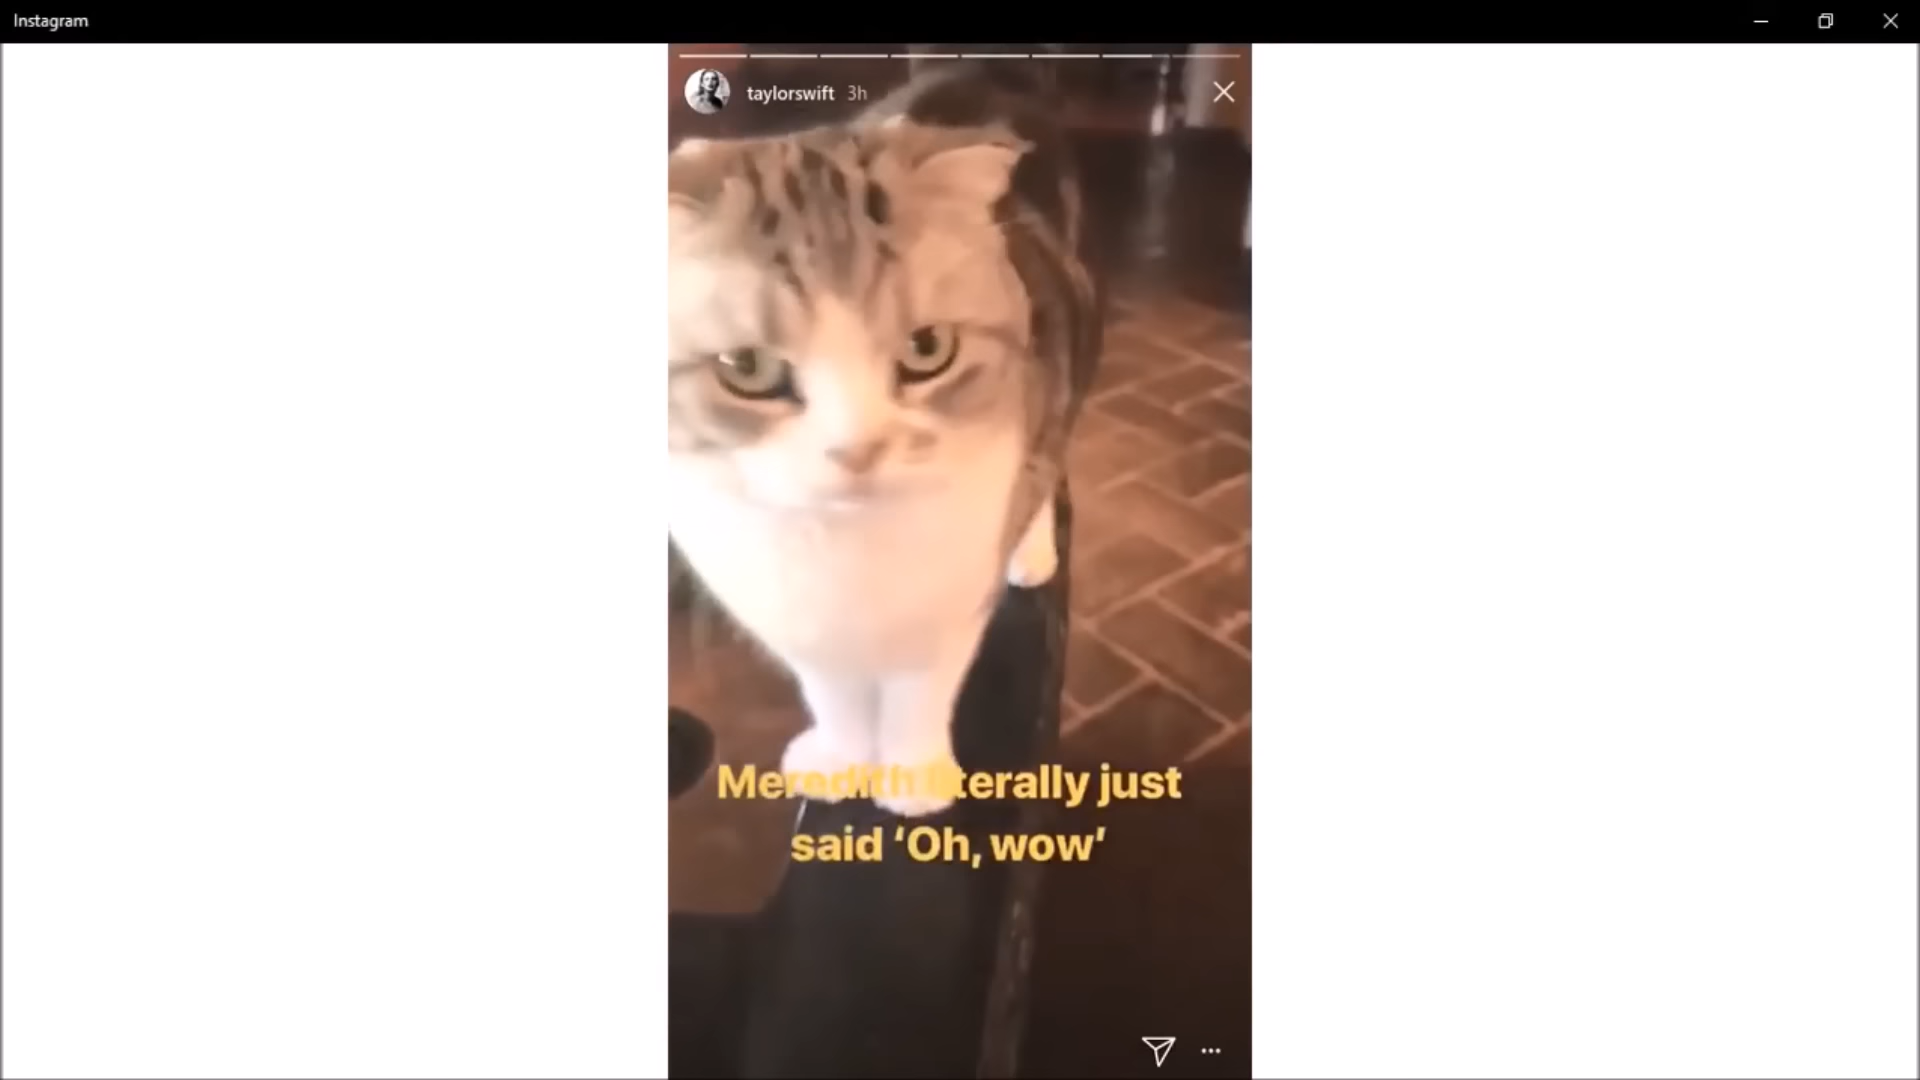 Instagram
taylorswift 3h
Meredith literally just
said ‘Oh, wow’